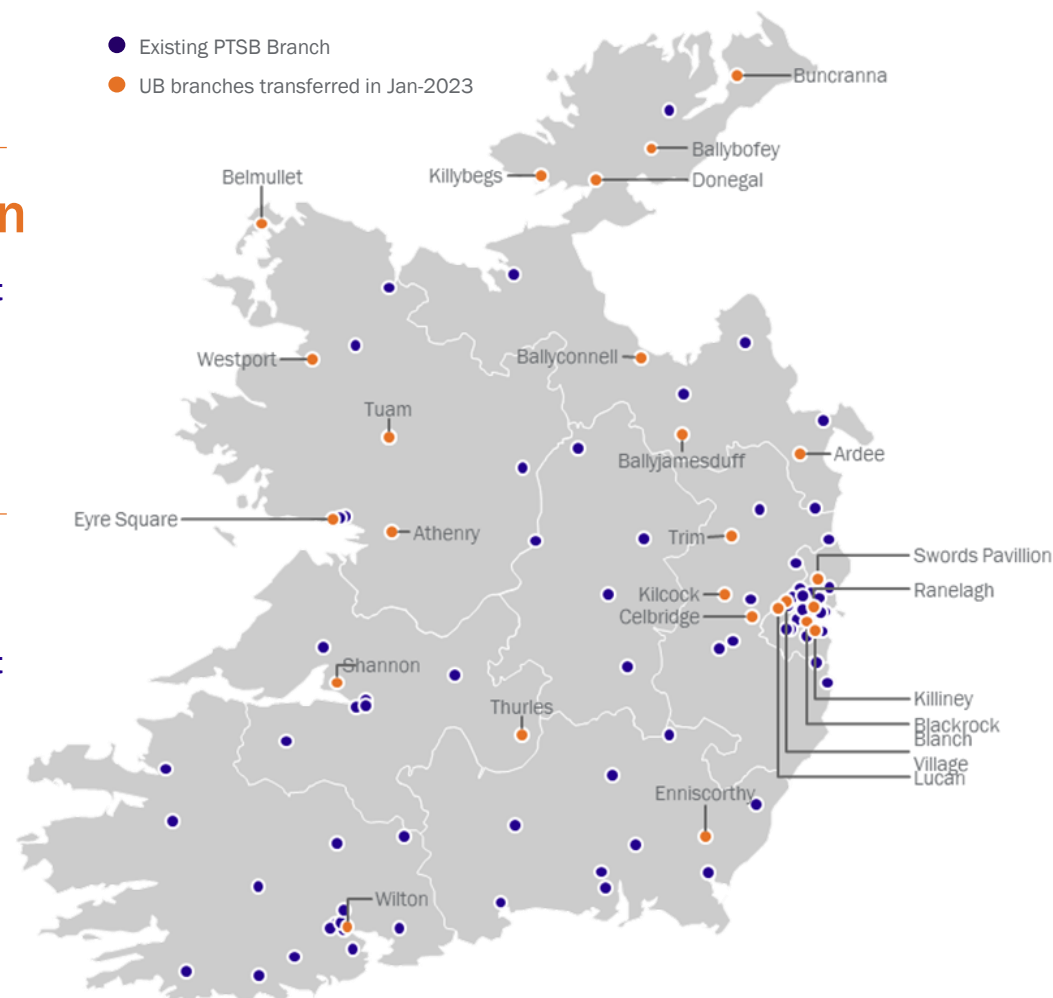 Existing PTSB Branch
UB branches transferred in Jan-2023
Buncranna
Ballybofey
Killybegs
Donegal
Belmullet
n
t
Westport
Ballyconnell
Tuam
Ballyjamesduff
Ardee
Eyre Square
Athenry
Trim
Swords Pavillion
Kilcock
Ranelagh
Celbridge
Shannon
t
Thurles
Killiney
Blackrock
Blanch
Village
Lucan
Enniscorthy
Wilton